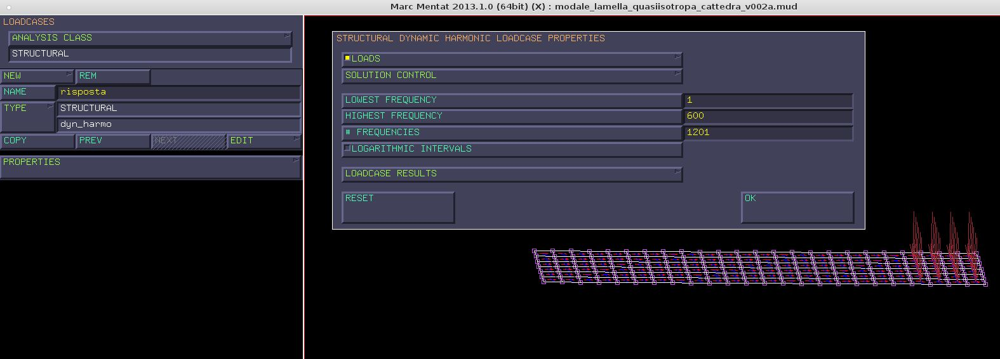 Marc Mentat 2013.1.0 (64bit) (X) : modale_lamella_quasiisotropa_cattedra_v002a.mud
LOADCASES
ANALYSIS CLASS
STRUCTURAL
NEW REM
NAME risposta
TYPE STRUCTURAL
dyn_harmo
COPY PREV NEXT EDIT
PROPERTIES
STRUCTURAL DYNAMIC HARMONIC LOADCASE PROPERTIES
LOADS
SOLUTION CONTROL
LOWEST FREQUENCY 1
HIGHEST FREQUENCY 600
# FREQUENCIES 1201
LOGARITHMIC INTERVALS
LOADCASE RESULTS
RESET OK